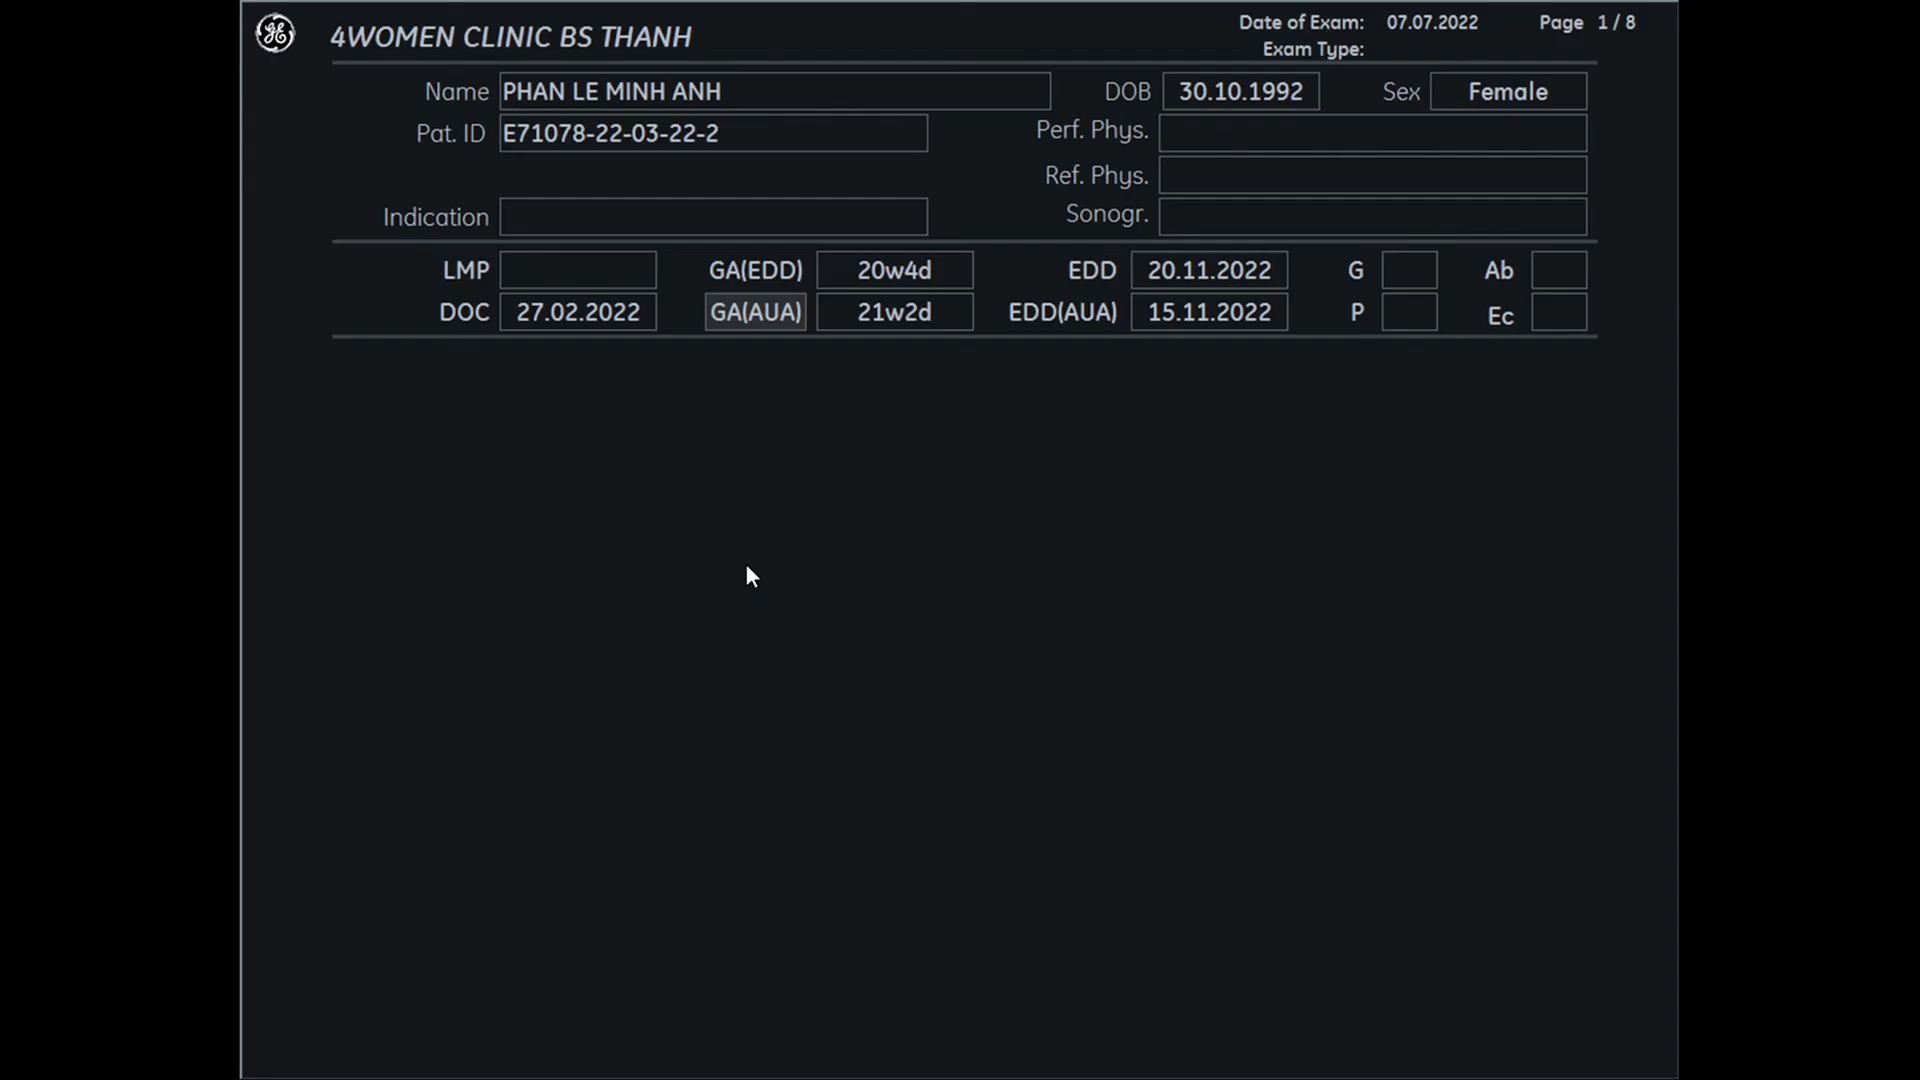 GE
4WOMEN CLINIC BS THANH
Date of Exam: 07.07.2022 Page 1 / 8
Exam Type:
Name PHAN LE MINH ANH DOB 30.10.1992 Sex Female
Pat. ID E71078-22-03-22-2 Perf. Phys.
Ref. Phys.
Indication Sonogr.
LMP GA(EDD) 20w4d EDD 20.11.2022 G Ab
DOC 27.02.2022 GA(AUA) 21w2d EDD(AUA) 15.11.2022 P Ec